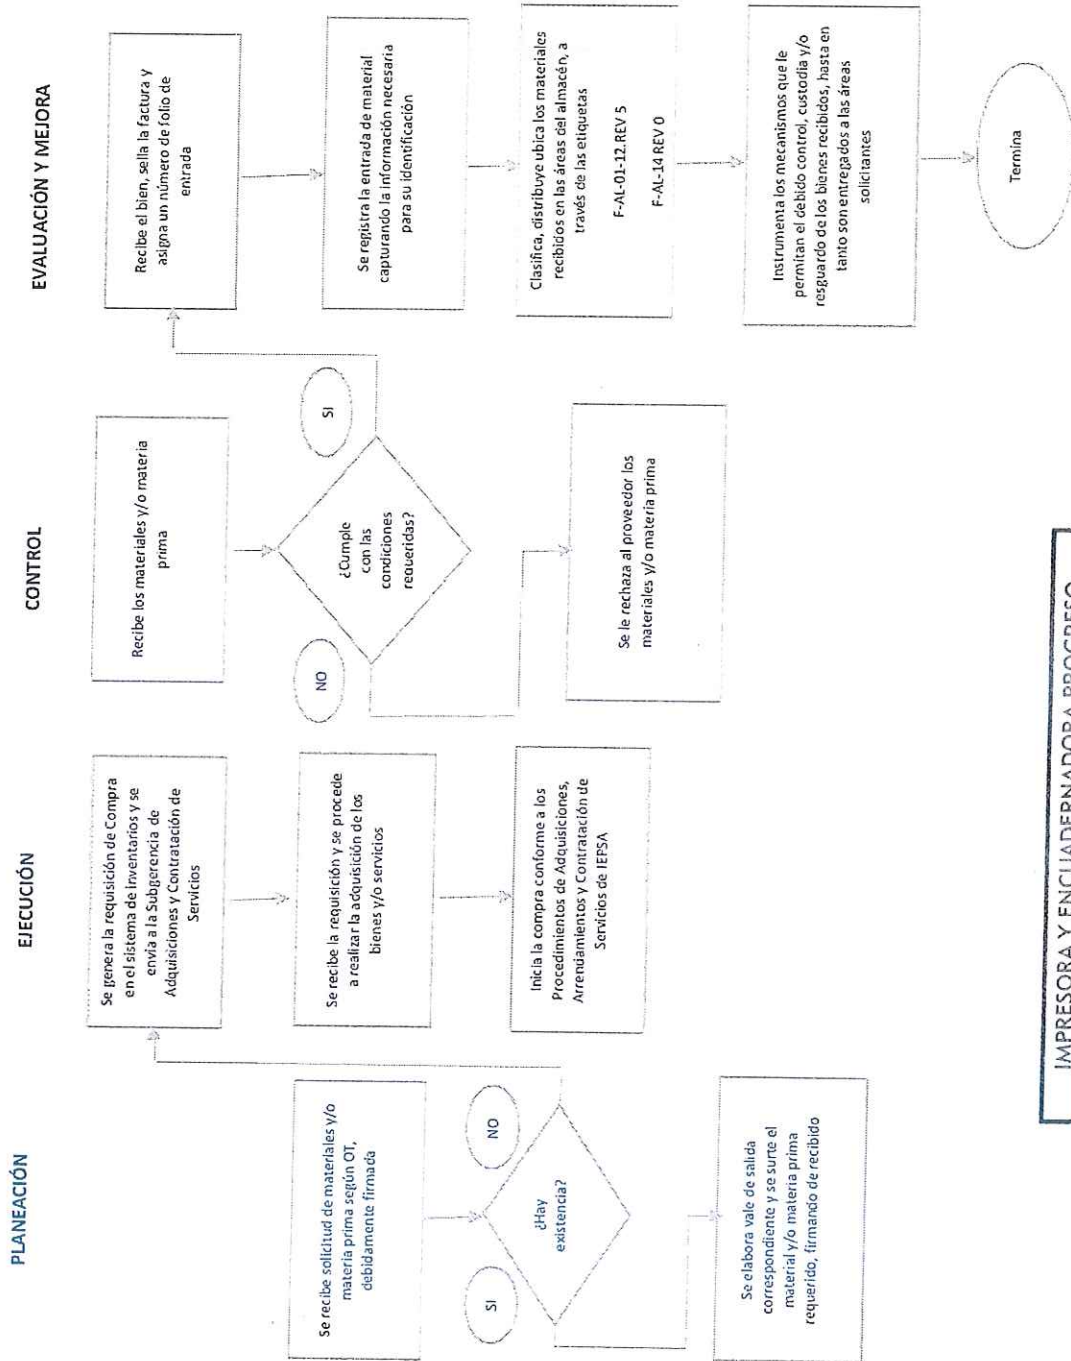 PLANEACIÓN
Se recibe solicitud de materiales y/o
materia prima según OT,
debidamente firmada
¿Hay
existencia?
SI
NO
Se elabora vale de salida
correspondiente y se surte el
material y/o materia prima
requerido, firmando de recibido
EJECUCIÓN
Se genera la requisición de Compra
en el sistema de Inventarios y se
envía a la Subgerencia de
Adquisiciones y Contratación de
Servicios
Se recibe la requisición y se procede
a realizar la adquisición de los
bienes y/o servicios
Inicia la compra conforme a los
Procedimientos de Adquisiciones,
Arrendamientos y Contratación de
Servicios de IEPSA
CONTROL
Recibe los materiales y/o materia
prima
¿Cumple
con las
condiciones
requeridas?
NO
SI
Se le rechaza al proveedor los
materiales y/o materia prima
EVALUACIÓN Y MEJORA
Recibe el bien, sella la factura y
asigna un número de folio de
entrada
Se registra la entrada de material
capturando la información necesaria
para su identificación
Clasifica, distribuye ubica los materiales
recibidos en las áreas del almacén, a
través de las etiquetas
F-AL-01-12.REV 5
F-AL-14 REV 0
Instrumenta los mecanismos que le
permitan el debido control, custodia y/o
resguardo de los bienes recibidos, hasta en
tanto son entregados a las áreas
solicitantes
Termina
IMPRESORA Y ENCUADERNADORA PROGRESO